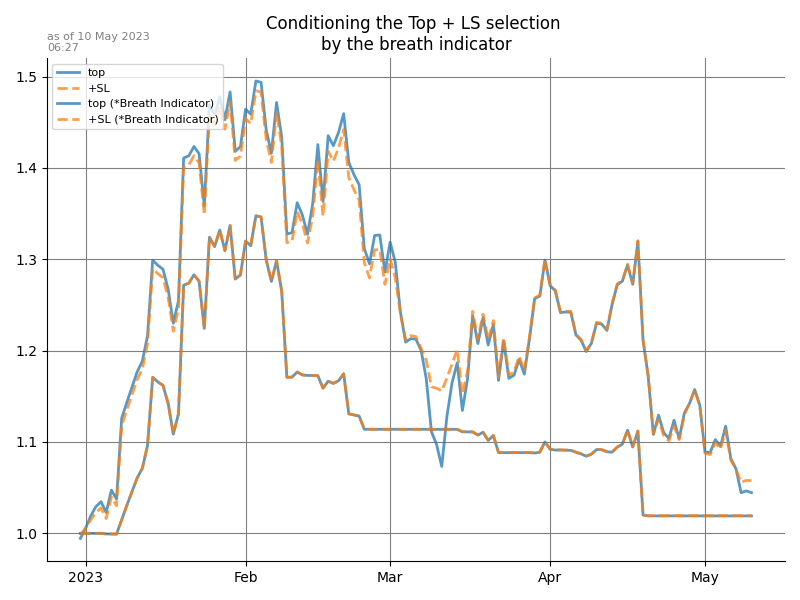 Conditioning the Top + LS selection
by the breath indicator
as of 10 May 2023
06:27
top
+SL
top (*Breath Indicator)
+SL (*Breath Indicator)
1.5
1.4
1.3
1.2
1.1
1.0
2023 Feb Mar Apr May